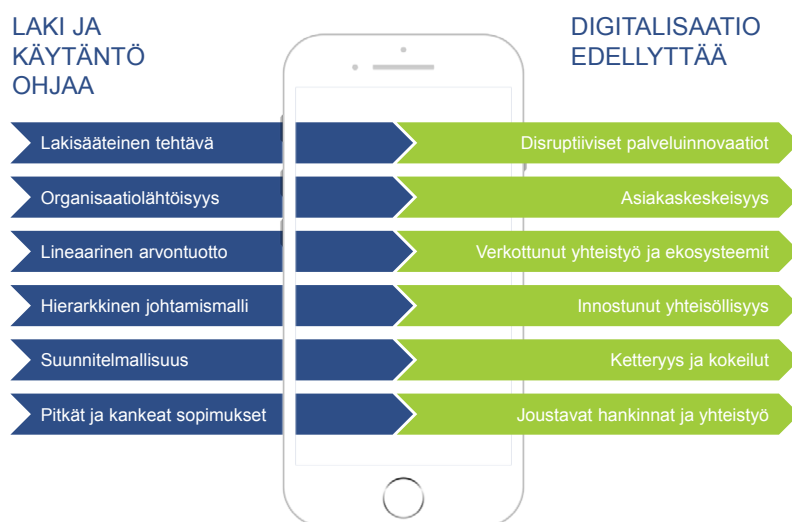 LAKI JA
KÄYTÄNTÖ
OHJAA
DIGITALISAATIO
EDELLYTTÄÄ
Lakisääteinen tehtävä
Disruptiiviset palveluinnovaatiot
Organisaatiolähtöisyys
Asiakaskeskeisyys
Lineaarinen arvontuotto
Verkottunut yhteistyö ja ekosysteemit
Hierarkkinen johtamismalli
Innostunut yhteisöllisyys
Suunnitelmallisuus
Ketteryys ja kokeilut
Pitkät ja kankeat sopimukset
Joustavat hankinnat ja yhteistyö